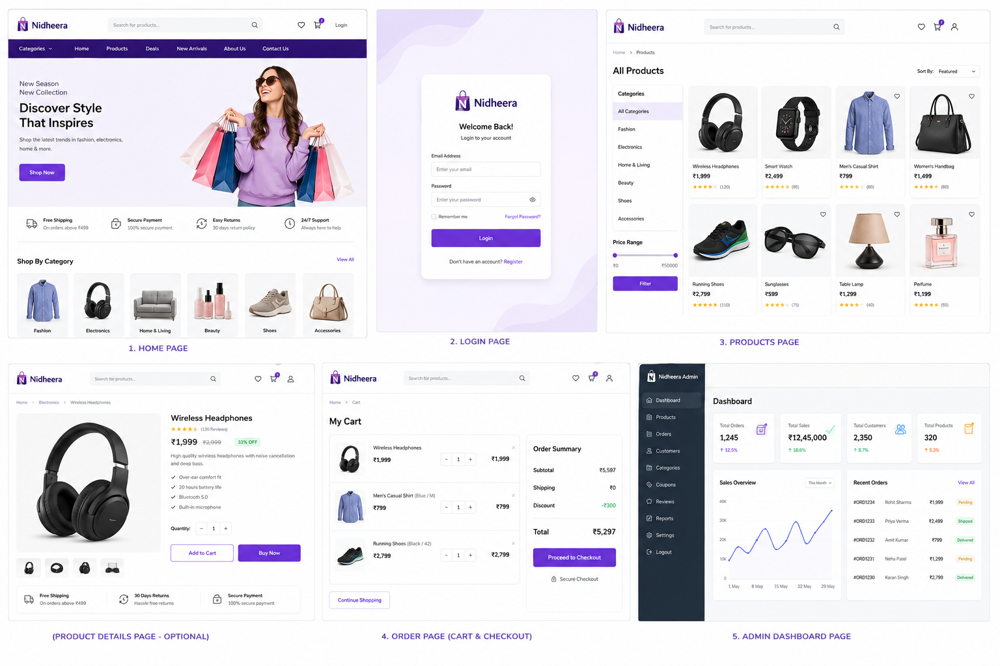 Nidheera
Search for products...
1
Login
Categories
Home
Products
Deals
New Arrivals
About Us
Contact Us
New Season
New Collection
Discover Style
That Inspires
Shop the latest trends in fashion, electronics,
home & more.
Shop Now
Free Shipping
On orders above ₹499
Secure Payment
100% secure payment
Easy Returns
30 days return policy
24/7 Support
Always here to help
Shop By Category
View All
Fashion
Electronics
Home & Living
Beauty
Shoes
Accessories
1. HOME PAGE
Nidheera
Welcome Back!
Login to your account
Email Address
Enter your email
Password
Enter your password
Remember me
Forgot Password?
Login
Don't have an account? Register
2. LOGIN PAGE
Nidheera
Search for products...
Home > Products
All Products
Sort By: Featured
Categories
All Categories
Fashion
Electronics
Home & Living
Beauty
Shoes
Accessories
Price Range
₹0
₹50000
Filter
Wireless Headphones
₹1,999
(120)
Smart Watch
₹2,499
(95)
Men's Casual Shirt
₹799
(80)
Women's Handbag
₹1,499
(60)
Running Shoes
₹2,799
(110)
Sunglasses
₹599
(75)
Table Lamp
₹1,299
(40)
Perfume
₹1,199
(55)
3. PRODUCTS PAGE
Nidheera
Search for products...
Home > Electronics > Wireless Headphones
Wireless Headphones
(120 Reviews)
₹1,999 ₹2,999 33% OFF
High quality wireless headphones with noise cancellation
and deep bass.
Over-ear comfort fit
20 hours battery life
Bluetooth 5.0
Built-in microphone
Quantity: - 1 +
Add to Cart
Buy Now
Free Shipping
On orders above ₹499
30 Days Returns
Hassle free returns
Secure Payment
100% secure payment
(PRODUCT DETAILS PAGE - OPTIONAL)
Nidheera
Search for products...
Home > Cart
My Cart
Wireless Headphones
₹1,999
- 1 +
₹1,999
Men's Casual Shirt (Blue / M)
₹799
- 1 +
₹799
Running Shoes (Black / 42)
₹2,799
- 1 +
₹2,799
Continue Shopping
Order Summary
Subtotal ₹5,597
Shipping ₹0
Discount -₹300
Total ₹5,297
Proceed to Checkout
Secure Checkout
4. ORDER PAGE (CART & CHECKOUT)
Nidheera Admin
Dashboard
Products
Orders
Customers
Categories
Coupons
Reviews
Reports
Settings
Logout
Dashboard
Total Orders
1,245
↑ 12.5%
Total Sales
₹12,45,000
↑ 18.6%
Total Customers
2,350
↑ 8.7%
Total Products
320
↑ 5.3%
Sales Overview
This Month
40K
30K
20K
10K
0
1 May
8 May
15 May
22 May
29 May
Recent Orders
View All
#ORD1234 Rohit Sharma ₹1,999 Pending
#ORD1233 Priya Verma ₹2,499 Shipped
#ORD1232 Amit Kumar ₹799 Delivered
#ORD1231 Neha Patel ₹1,299 Pending
#ORD1230 Karan Singh ₹2,799 Delivered
5. ADMIN DASHBOARD PAGE